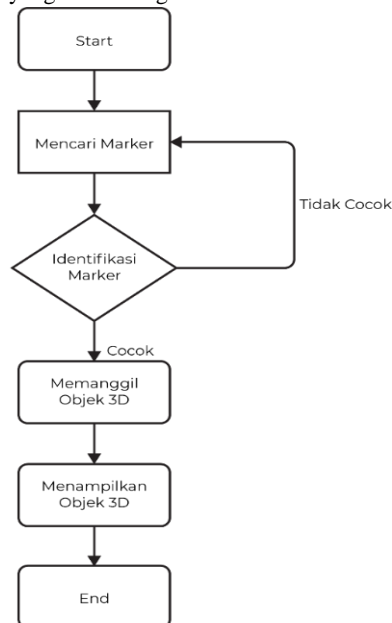 Start
Mencari Marker
Tidak Cocok
Identifikasi
Marker
Cocok
Memanggil
Objek 3D
Menampilkan
Objek 3D
End